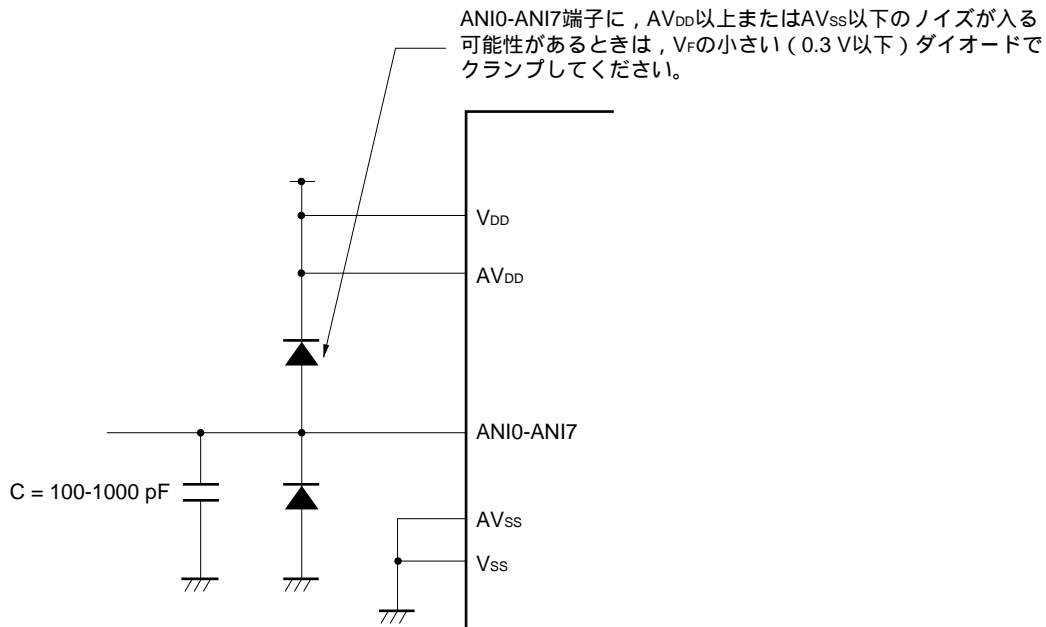 ANI0-ANI7端子に，AVDD以上またはAVSS以下のノイズが入る
可能性があるときは，VFの小さい（0.3 V以下）ダイオードで
クランプしてください。
VDD
AVDD
ANI0-ANI7
C = 100-1000 pF
AVSS
VSS